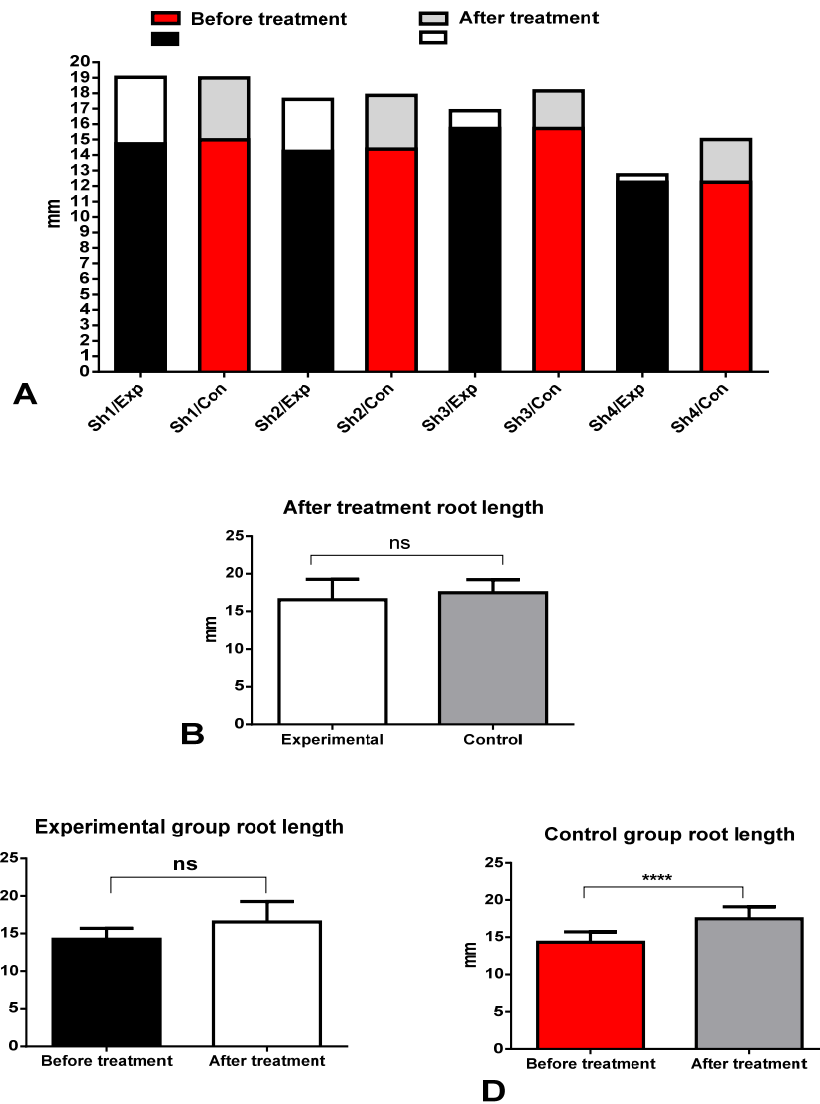 Before treatment
After treatment
19
18
17
16
15
14
13
12
11
10
9
8
7
6
5
4
3
2
1
0
mm
Sh1/Exp
Sh1/Con
Sh2/Exp
Sh2/Con
Sh3/Exp
Sh3/Con
Sh4/Exp
Sh4/Con
A
After treatment root length
25
20
15
10
5
0
mm
ns
Experimental
Control
B
Experimental group root length
25
20
15
10
5
0
ns
Before treatment
After treatment
Control group root length
25
20
15
10
5
0
mm
****
Before treatment
After treatment
D